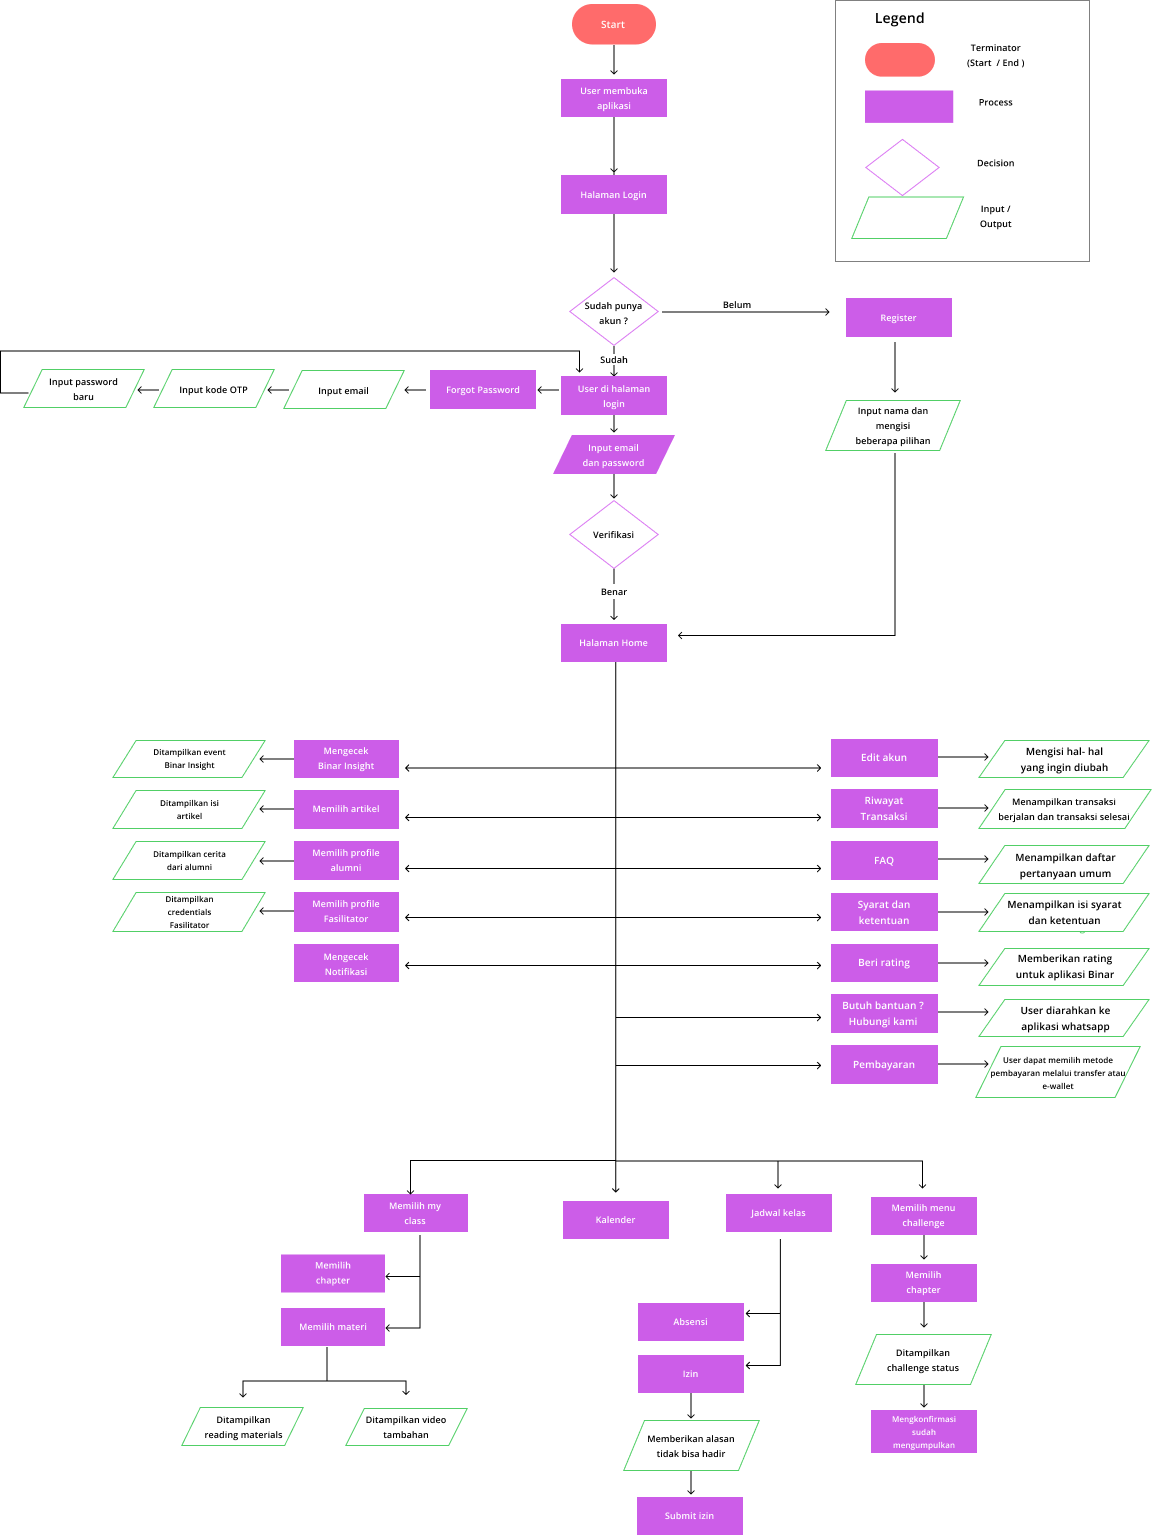 Start
Legend
Terminator
(Start / End )
Process
Decision
Input /
Output
User membuka
aplikasi
Halaman Login
Sudah punya
akun ?
Belum
Register
Sudah
Input password
baru
Input kode OTP
Input email
Forgot Password
User di halaman
login
Input nama dan
mengisi
beberapa pilihan
Input email
dan password
Verifikasi
Benar
Halaman Home
Ditampilkan event
Binar Insight
Mengecek
Binar Insight
Edit akun
Mengisi hal- hal
yang ingin diubah
Ditampilkan isi
artikel
Memilih artikel
Riwayat
Transaksi
Menampilkan transaksi
berjalan dan transaksi selesai
Ditampilkan cerita
dari alumni
Memilih profile
alumni
FAQ
Menampilkan daftar
pertanyaan umum
Ditampilkan
credentials
Fasilitator
Memilih profile
Fasilitator
Syarat dan
ketentuan
Menampilkan isi syarat
dan ketentuan
Mengecek
Notifikasi
Beri rating
Memberikan rating
untuk aplikasi Binar
Butuh bantuan ?
Hubungi kami
User diarahkan ke
aplikasi whatsapp
Pembayaran
User dapat memilih metode
pembayaran melalui transfer atau
e-wallet
Memilih my
class
Kalender
Jadwal kelas
Memilih menu
challenge
Memilih
chapter
Memilih
chapter
Memilih materi
Absensi
Izin
Ditampilkan
challenge status
Ditampilkan
reading materials
Ditampilkan video
tambahan
Memberikan alasan
tidak bisa hadir
Mengkonfirmasi
sudah
mengumpulkan
Submit izin